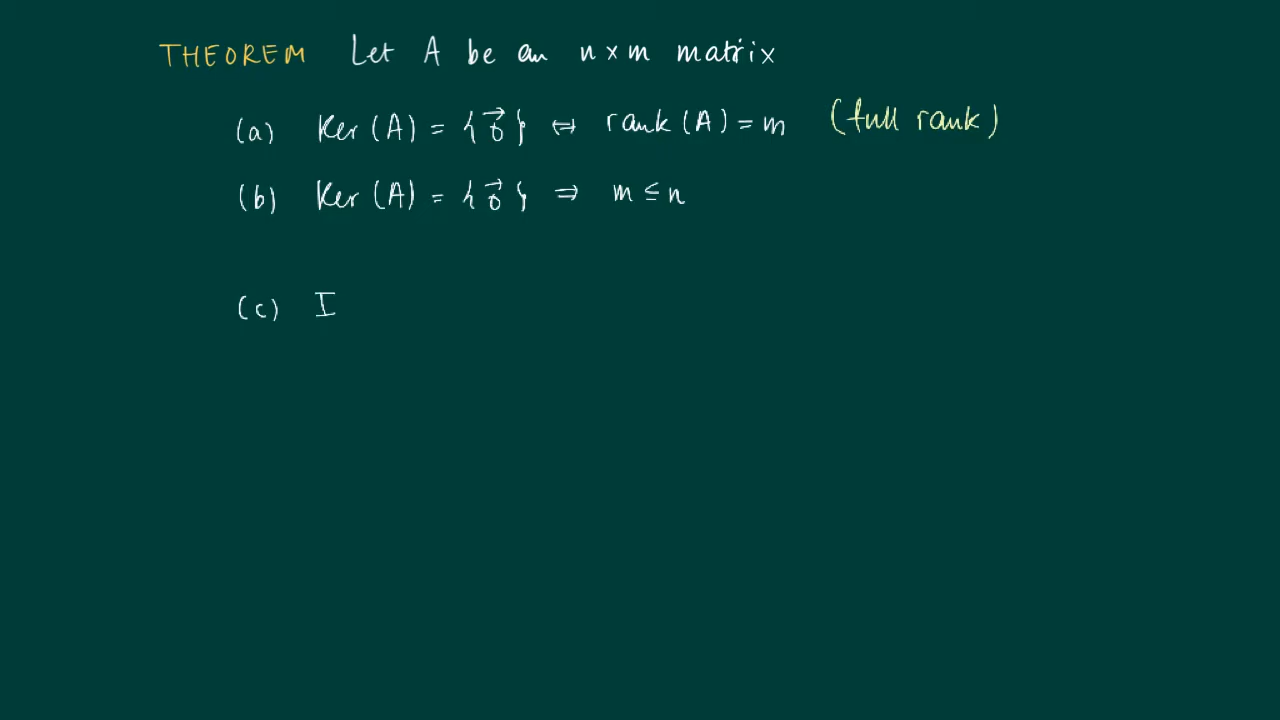 THEOREM Let A be an n × m matrix
(a) Ker (A) = { 0⃗ } ⇔ rank (A) = m (full rank)
(b) Ker (A) = { 0⃗ } ⇒ m ≤ n
(c) I